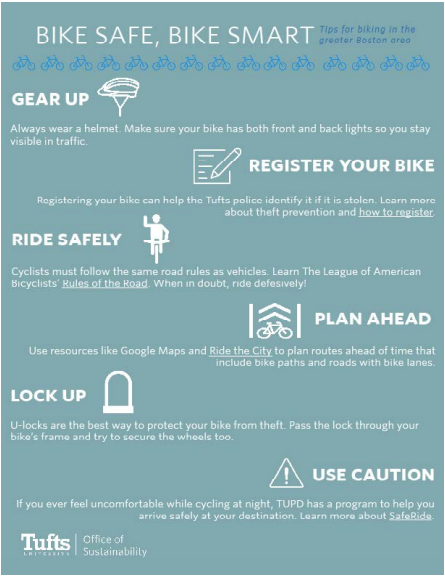 BIKE SAFE, BIKE SMART
Tips for biking in the
greater Boston area
GEAR UP
Always wear a helmet. Make sure your bike has both front and back lights so you stay
visible in traffic.
REGISTER YOUR BIKE
Registering your bike can help the Tufts police identify it if it is stolen. Learn more
about theft prevention and how to register.
RIDE SAFELY
Cyclists must follow the same road rules as vehicles. Learn The League of American
Bicyclists' Rules of the Road. When in doubt, ride defesively!
PLAN AHEAD
Use resources like Google Maps and Ride the City to plan routes ahead of time that
include bike paths and roads with bike lanes.
LOCK UP
U-locks are the best way to protect your bike from theft. Pass the lock through your
bike's frame and try to secure the wheels too.
USE CAUTION
If you ever feel uncomfortable while cycling at night, TUPD has a program to help you
arrive safely at your destination. Learn more about SafeRide.
Tufts
UNIVERSITY
Office of
Sustainability